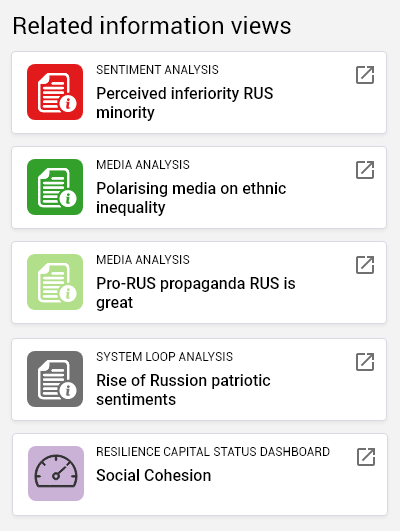 Related information views
SENTIMENT ANALYSIS
Perceived inferiority RUS
minority
MEDIA ANALYSIS
Polarising media on ethnic
inequality
MEDIA ANALYSIS
Pro-RUS propaganda RUS is
great
SYSTEM LOOP ANALYSIS
Rise of Russion patriotic
sentiments
RESILIENCE CAPITAL STATUS DASHBOARD
Social Cohesion